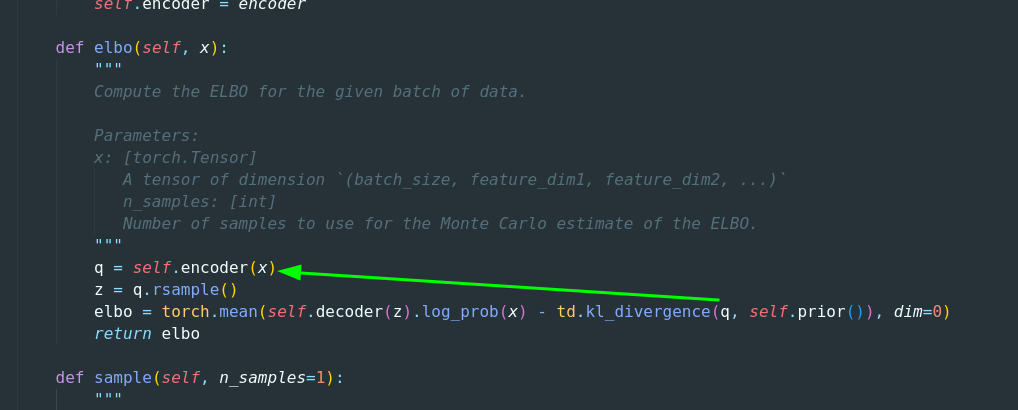 self.encoder = encoder
def elbo(self, x):
"""
Compute the ELBO for the given batch of data.
Parameters:
x: [torch.Tensor]
A tensor of dimension `(batch_size, feature_dim1, feature_dim2, ...)`
n_samples: [int]
Number of samples to use for the Monte Carlo estimate of the ELBO.
"""
q = self.encoder(x)
z = q.rsample()
elbo = torch.mean(self.decoder(z).log_prob(x) - td.kl_divergence(q, self.prior()), dim=0)
return elbo
def sample(self, n_samples=1):
"""